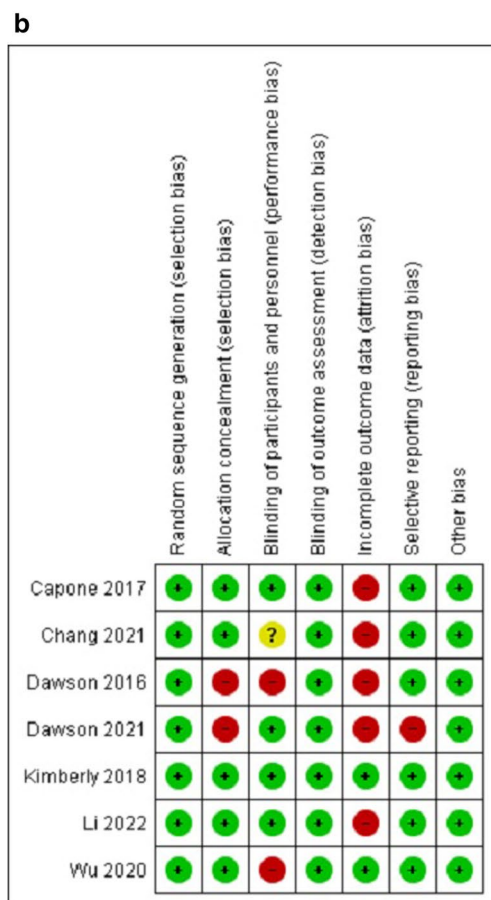 b
Random sequence generation (selection bias)
Allocation concealment (selection bias)
Blinding of participants and personnel (performance bias)
Blinding of outcome assessment (detection bias)
Incomplete outcome data (attrition bias)
Selective reporting (reporting bias)
Other bias
Capone 2017 + + + + - + +
Chang 2021 + + ? + - + +
Dawson 2016 + - - + - + +
Dawson 2021 + - + + - - +
Kimberly 2018 + + + + + + +
Li 2022 + + + + - + +
Wu 2020 + + - + + + +